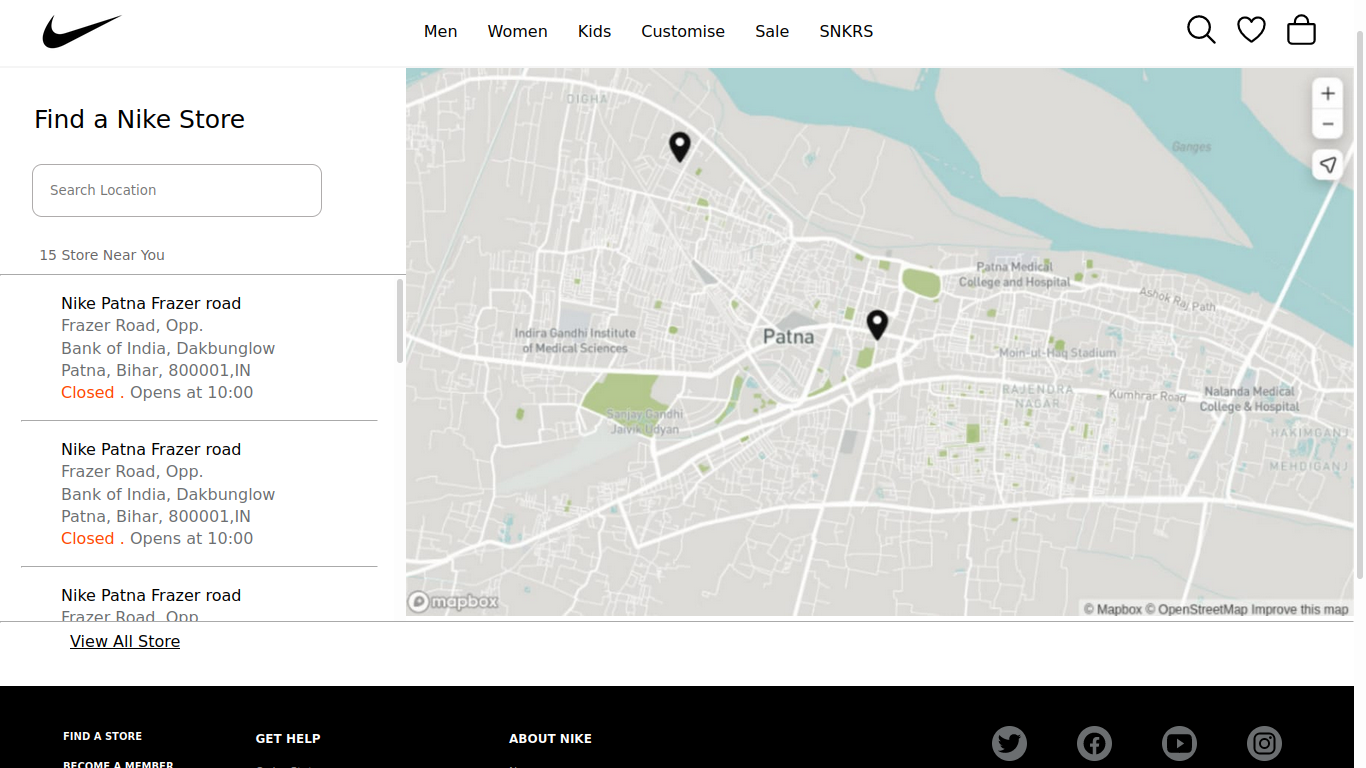 Men Women Kids Customise Sale SNKRS
Find a Nike Store
Search Location
15 Store Near You
Nike Patna Frazer road
Frazer Road, Opp.
Bank of India, Dakbunglow
Patna, Bihar, 800001,IN
Closed . Opens at 10:00
Nike Patna Frazer road
Frazer Road, Opp.
Bank of India, Dakbunglow
Patna, Bihar, 800001,IN
Closed . Opens at 10:00
Nike Patna Frazer road
Frazer Road, Opp.
View All Store
DIGHA
Ganges
Patna Medical
College and Hospital
Ashok Raj Path
Indira Gandhi Institute
of Medical Sciences
Patna
Moin-ul-Haq Stadium
RAJENDRA
NAGAR
Kumhrar Road
Nalanda Medical
College & Hospital
Sanjay Gandhi
Jaivik Udyan
HAKIMGANJ
MEHDIGANJ
mapbox
© Mapbox © OpenStreetMap Improve this map
FIND A STORE
BECOME A MEMBER
GET HELP
ABOUT NIKE